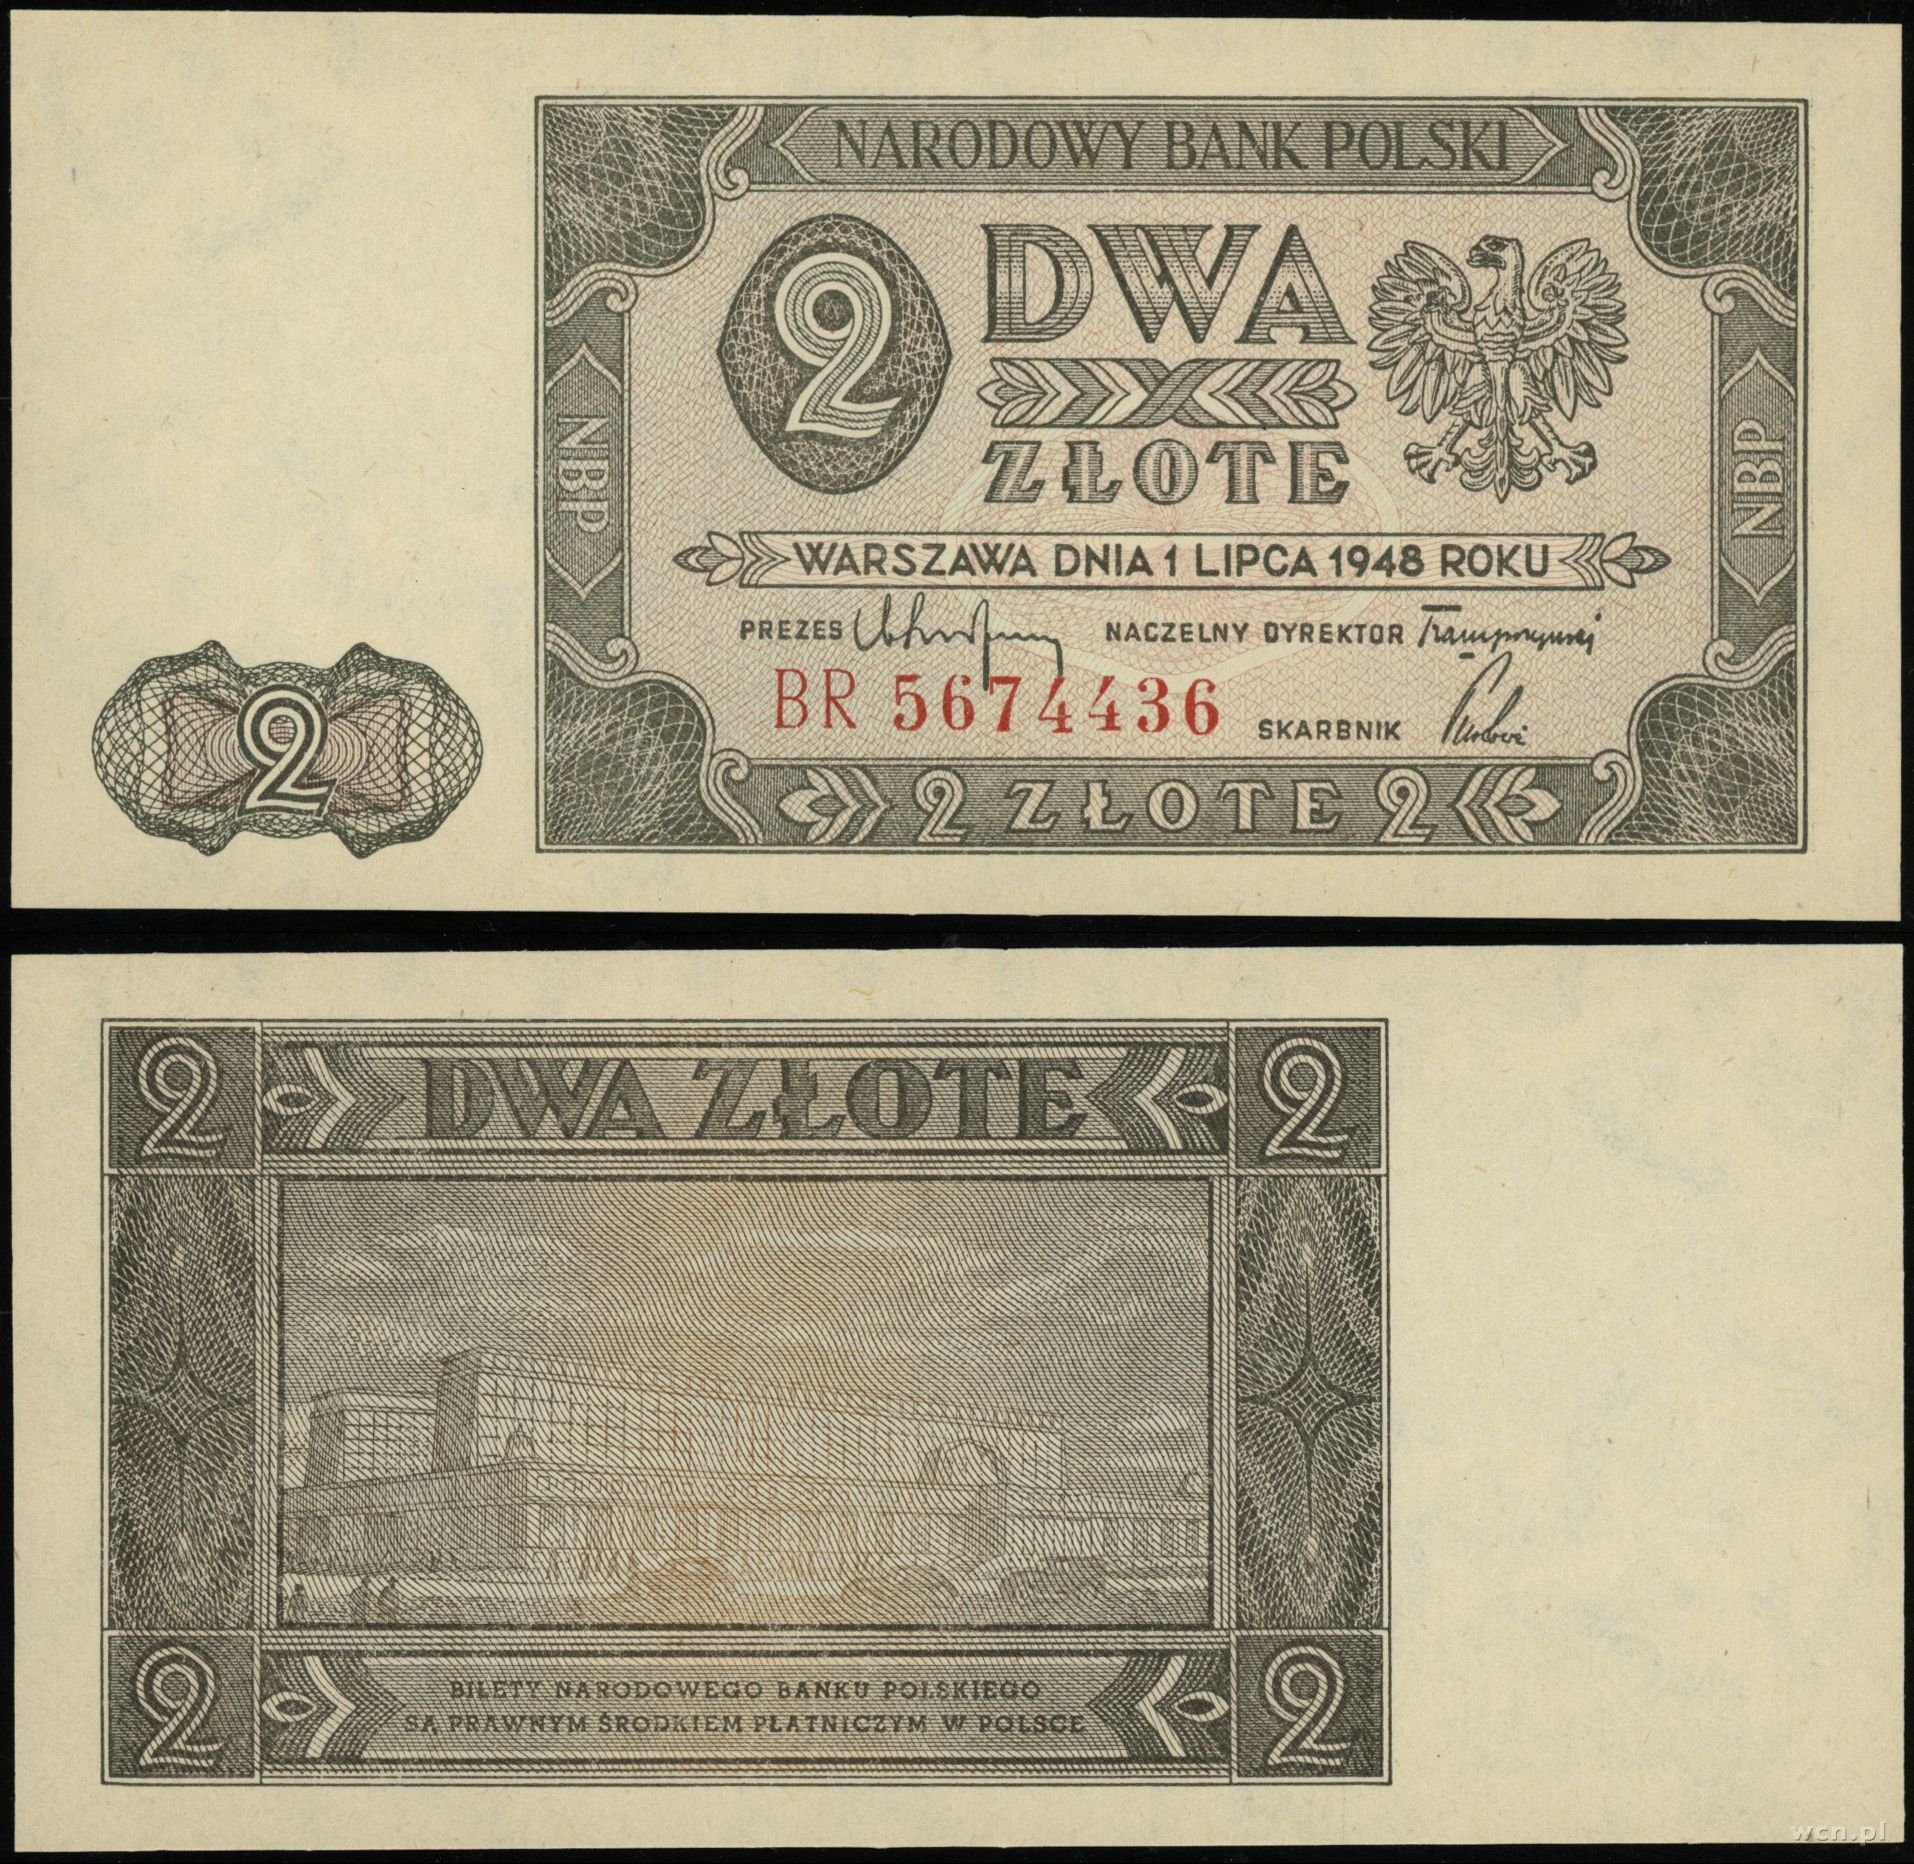 NARODOWY BANK POLSKI
2
DWA
ZŁOTE
NBP
NBP
WARSZAWA DNIA 1 LIPCA 1948 ROKU
PREZES NACZELNY DYREKTOR
BR 5674436
SKARBNIK
2
2 ZŁOTE 2
2 DWA ZŁOTE 2
2 BILETY NARODOWEGO BANKU POLSKIEGO 2
SĄ PRAWNYM ŚRODKIEM PŁATNICZYM W POLSCE
wcn.pl